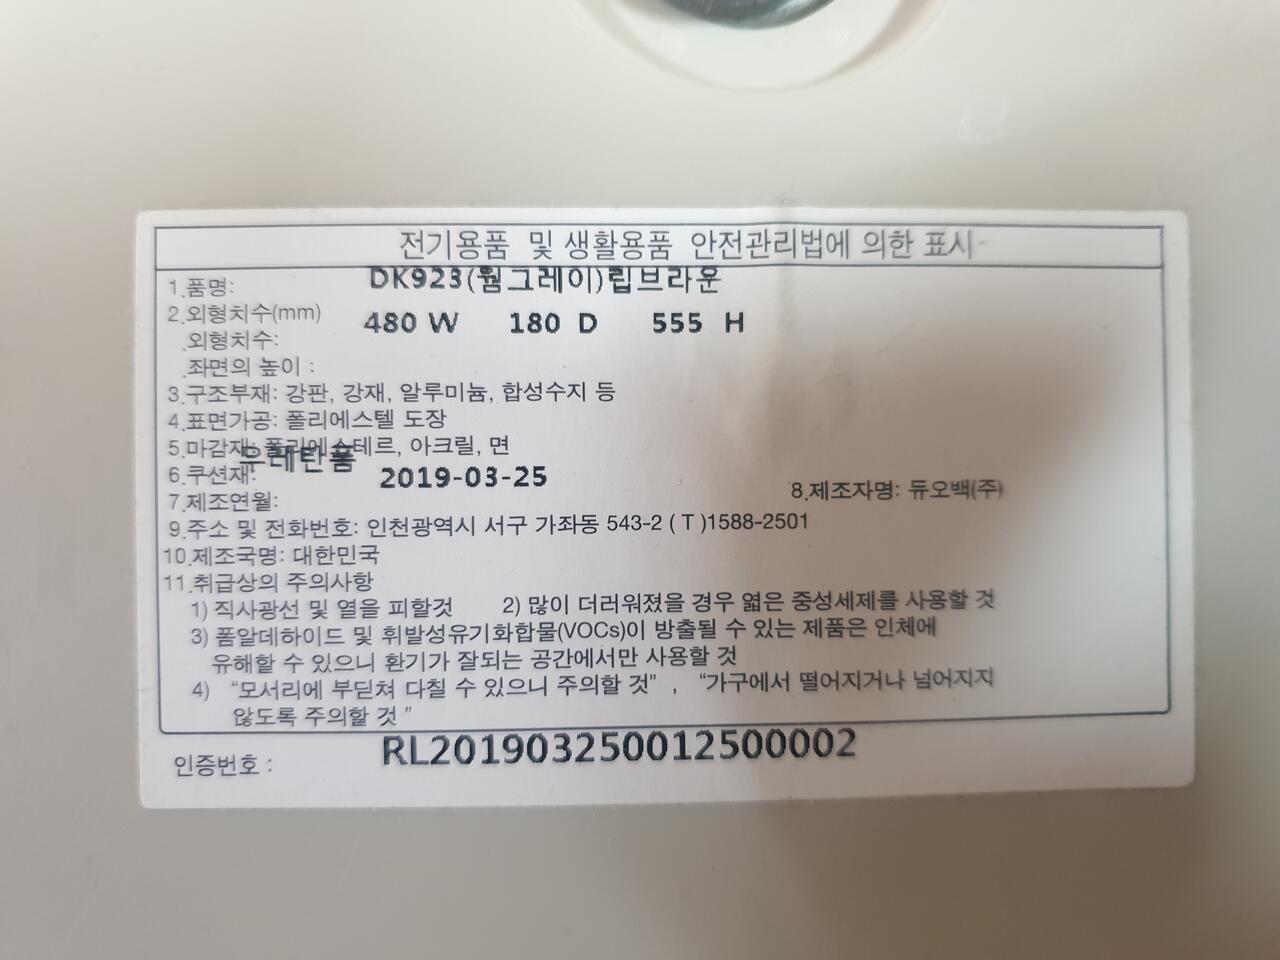 전기용품 및 생활용품 안전관리법에 의한 표시
1.품명: DK923(웜그레이)립브라운
2.외형치수(mm) 480 W 180 D 555 H
외형치수:
좌면의 높이 :
3.구조부재: 강판, 강재, 알루미늄, 합성수지 등
4.표면가공: 폴리에스텔 도장
5.마감재: 폴리에스테르, 아크릴, 면
6.쿠션재: 우레탄폼
7.제조연월: 2019-03-25 8.제조자명: 듀오백(주)
9.주소 및 전화번호: 인천광역시 서구 가좌동 543-2 ( T )1588-2501
10.제조국명: 대한민국
11.취급상의 주의사항
1) 직사광선 및 열을 피할것 2) 많이 더러워졌을 경우 엷은 중성세제를 사용할 것
3) 폼알데하이드 및 휘발성유기화합물(VOCs)이 방출될 수 있는 제품은 인체에
유해할 수 있으니 환기가 잘되는 공간에서만 사용할 것
4) “모서리에 부딛쳐 다칠 수 있으니 주의할 것” , “가구에서 떨어지거나 넘어지지
않도록 주의할 것 ”
인증번호 : RL201903250012500002